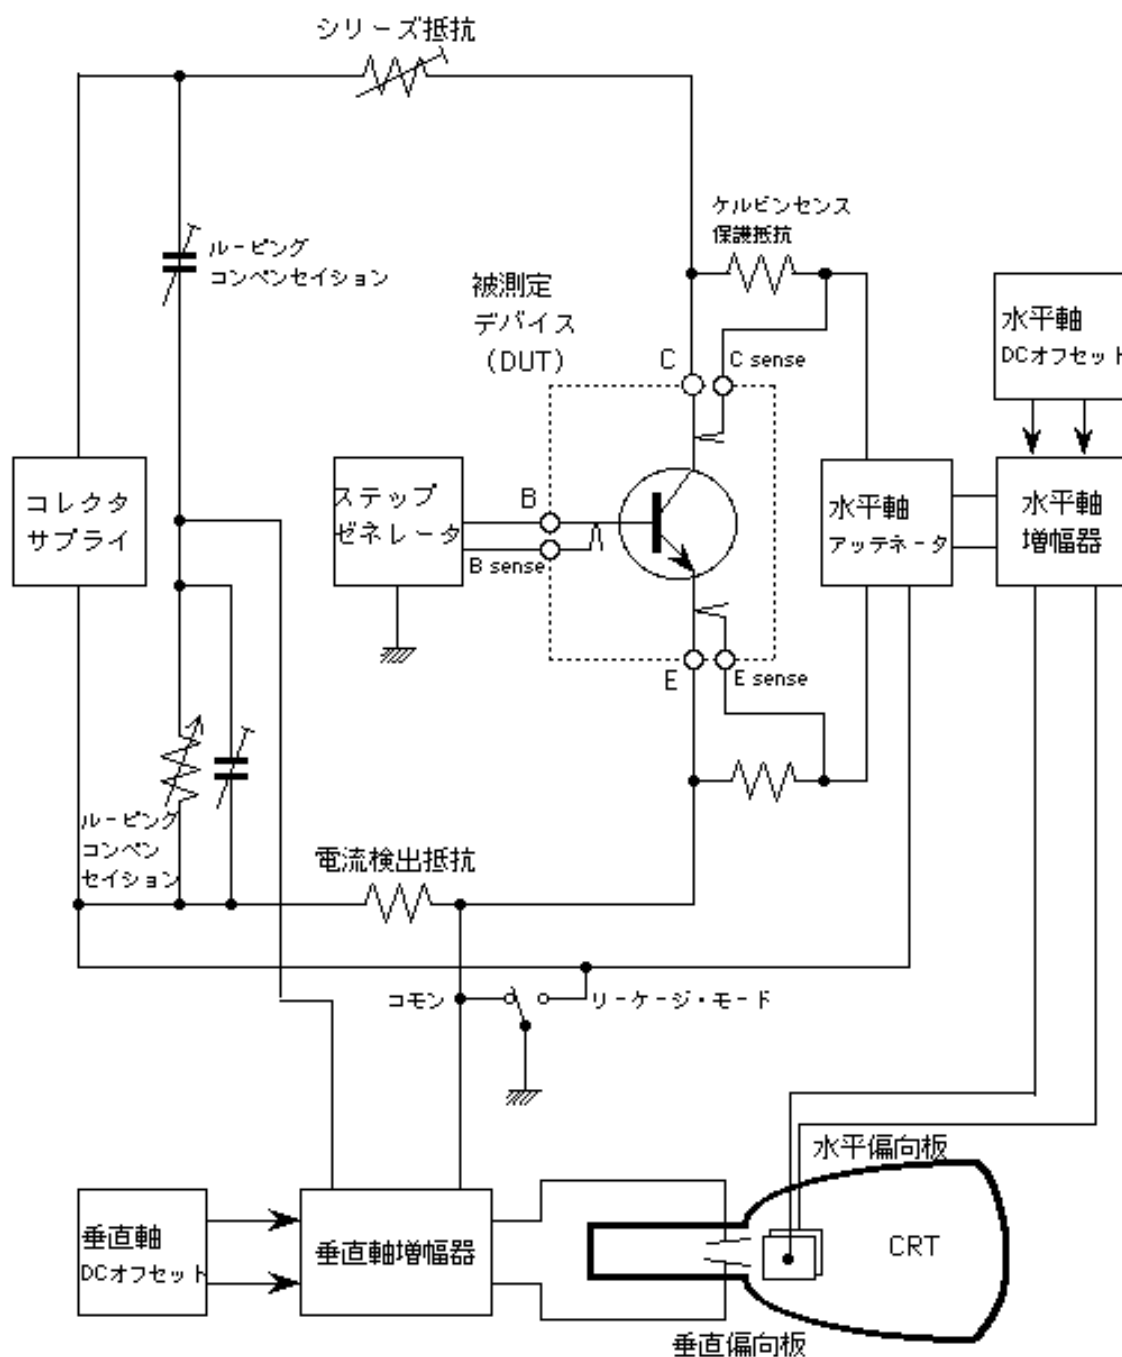 シリーズ抵抗
ルーピング
コンペンセイション
ケルビンセンス
保護抵抗
被測定
デバイス
(DUT)
C
C sense
水平軸
DCオフセット
コレクタ
サプライ
ステップ
ゼネレータ
B
B sense
水平軸
アッテネータ
水平軸
増幅器
E
E sense
ルーピング
コンペン
セイション
電流検出抵抗
コモン
リーケージ・モード
水平偏向板
垂直軸
DCオフセット
垂直軸増幅器
CRT
垂直偏向板